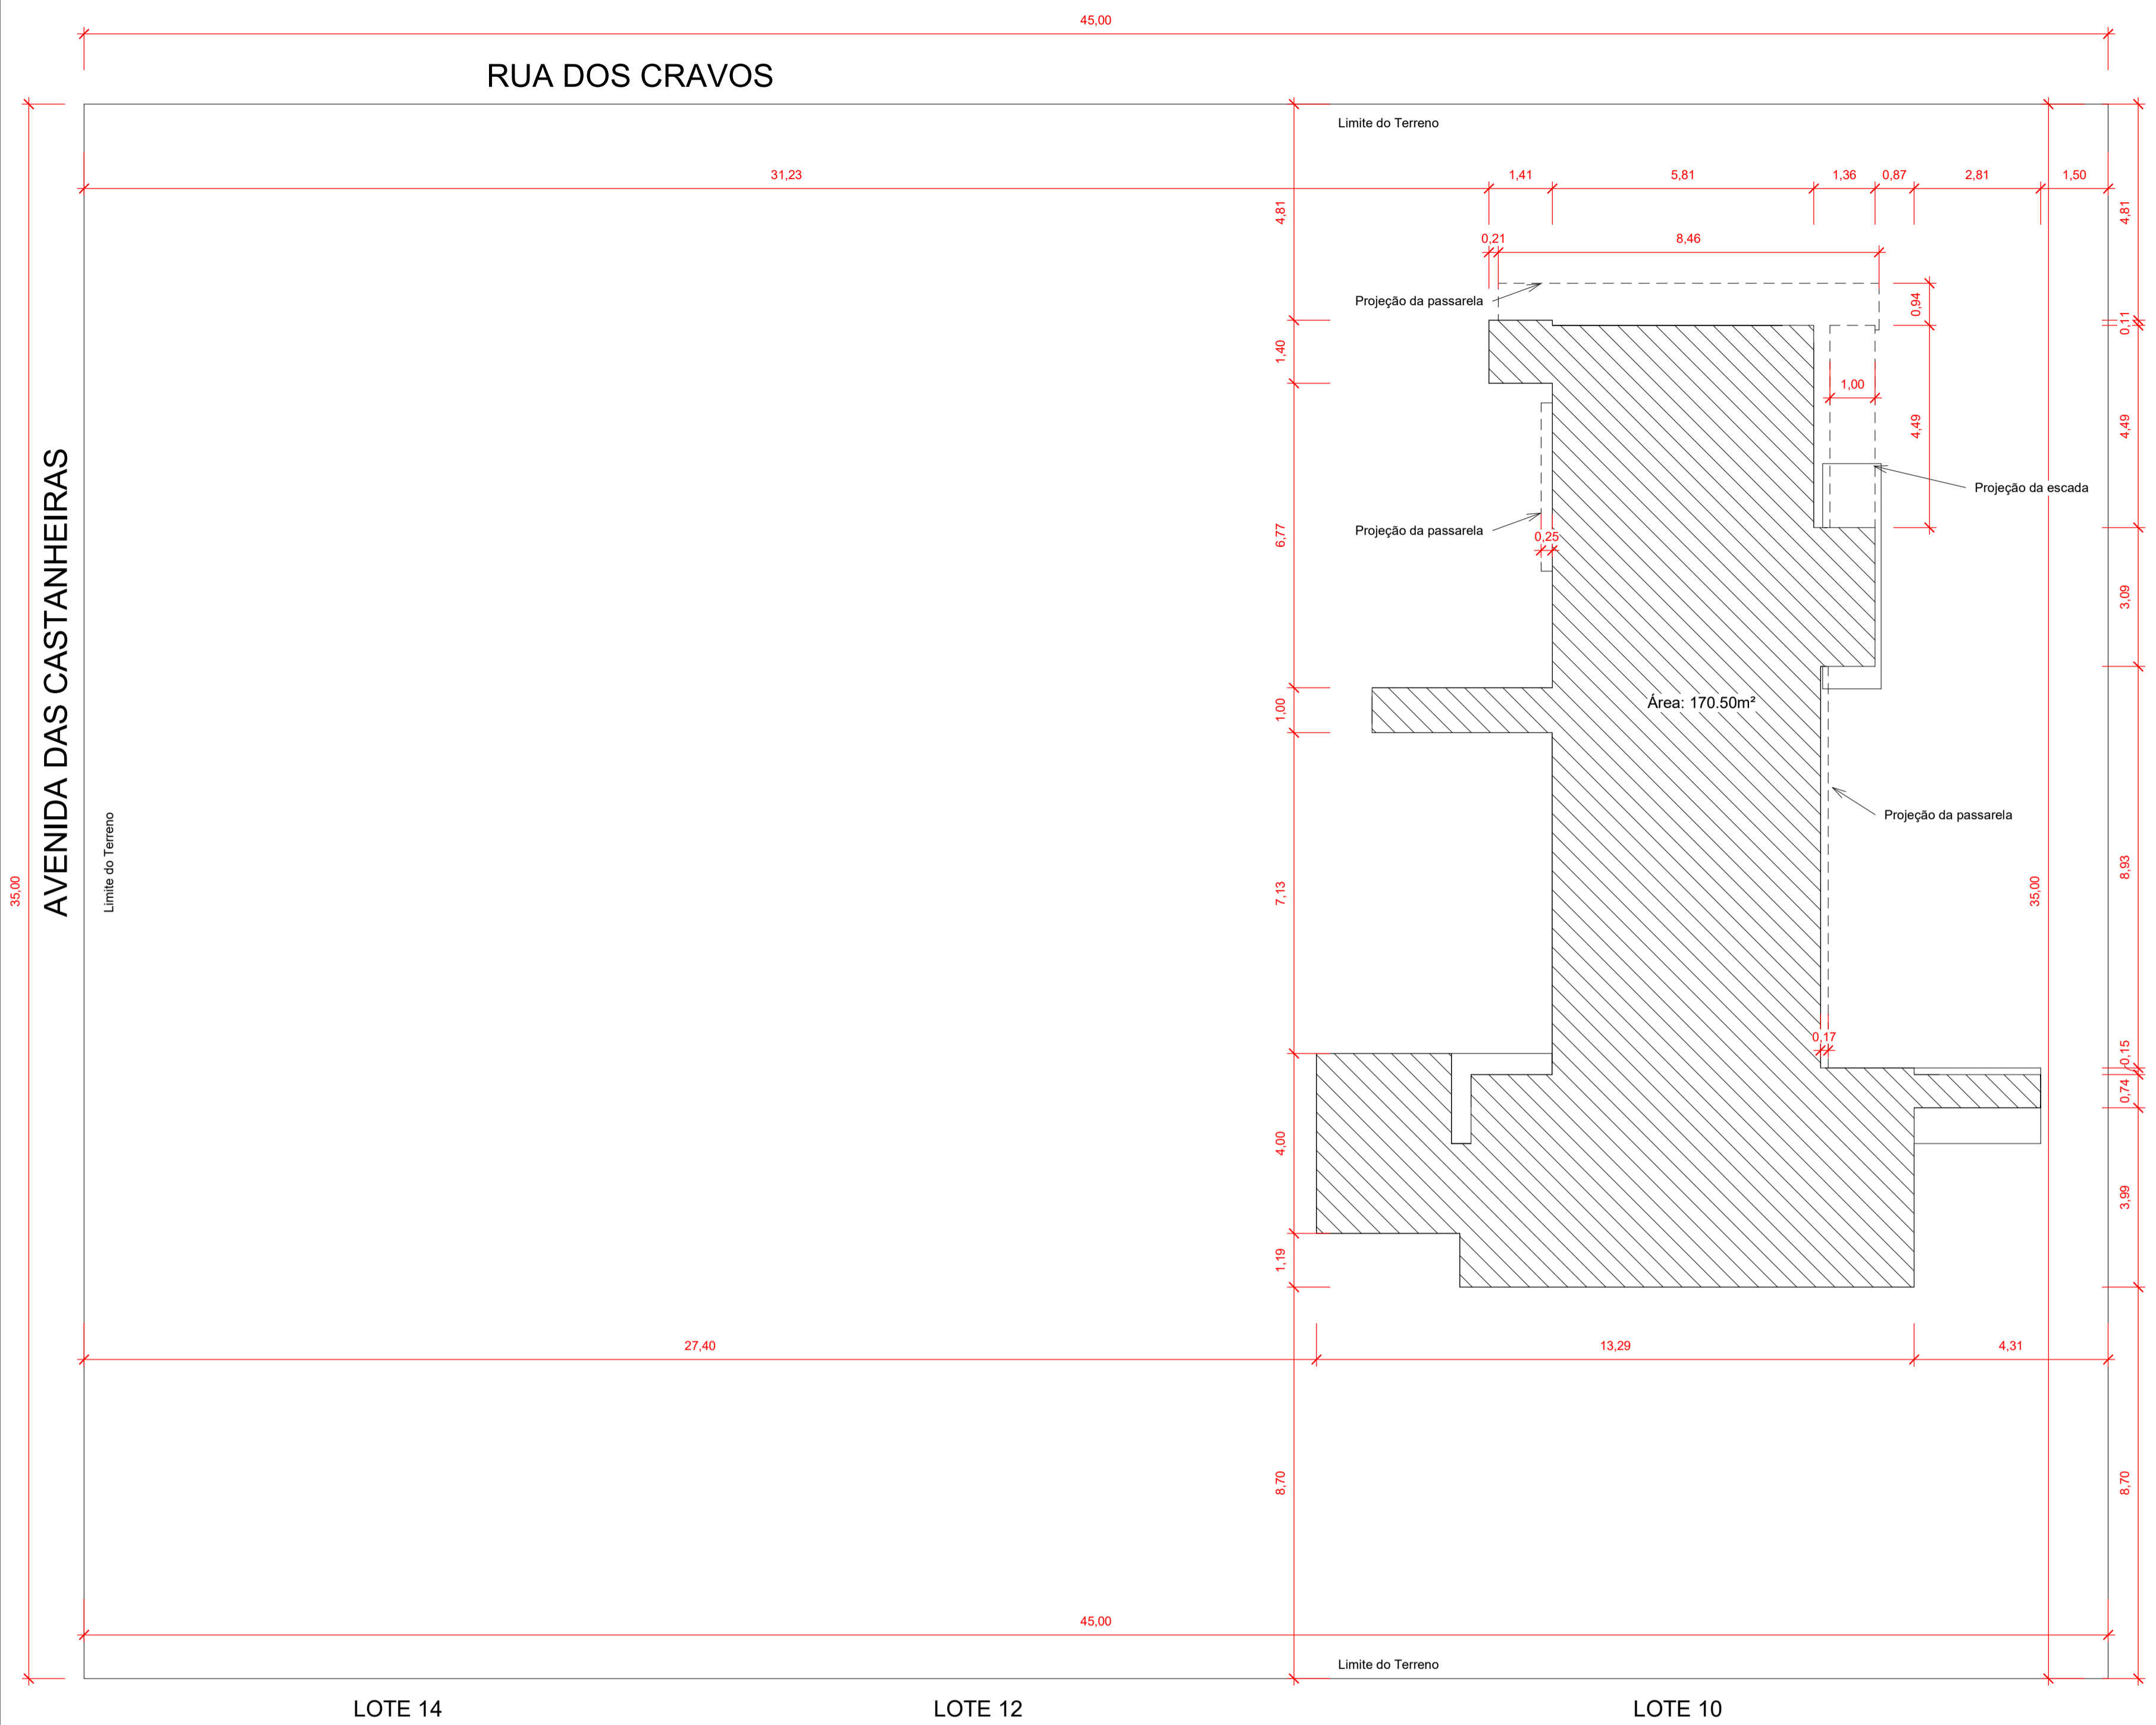 45,00
RUA DOS CRAVOS
Limite do Terreno
31,23
1,41
5,81
1,36
0,87
2,81
1,50
4,81
4,81
0,21
8,46
Projeção da passarela
0,94
0,11
1,40
1,00
4,49
4,49
Projeção da escada
Projeção da passarela
0,25
6,77
3,09
AVENIDA DAS CASTANHEIRAS
Limite do Terreno
35,00
1,00
Área: 170.50m²
Projeção da passarela
7,13
8,93
35,00
0,17
0,15
0,74
4,00
3,99
1,19
27,40
13,29
4,31
8,70
8,70
45,00
Limite do Terreno
LOTE 14
LOTE 12
LOTE 10